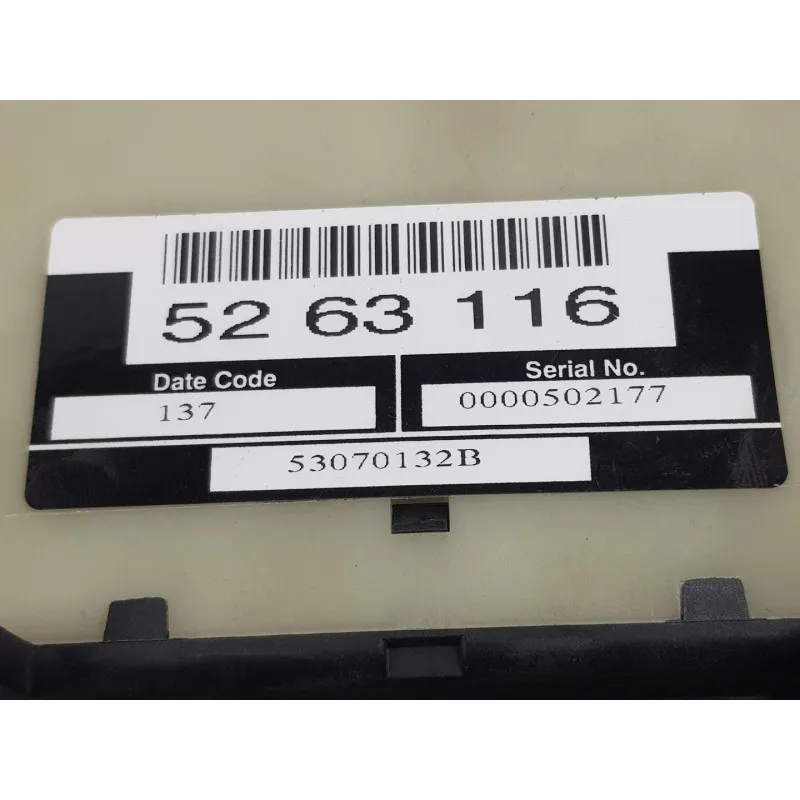 52 63 116
Date Code
Serial No.
137
0000502177
53070132B